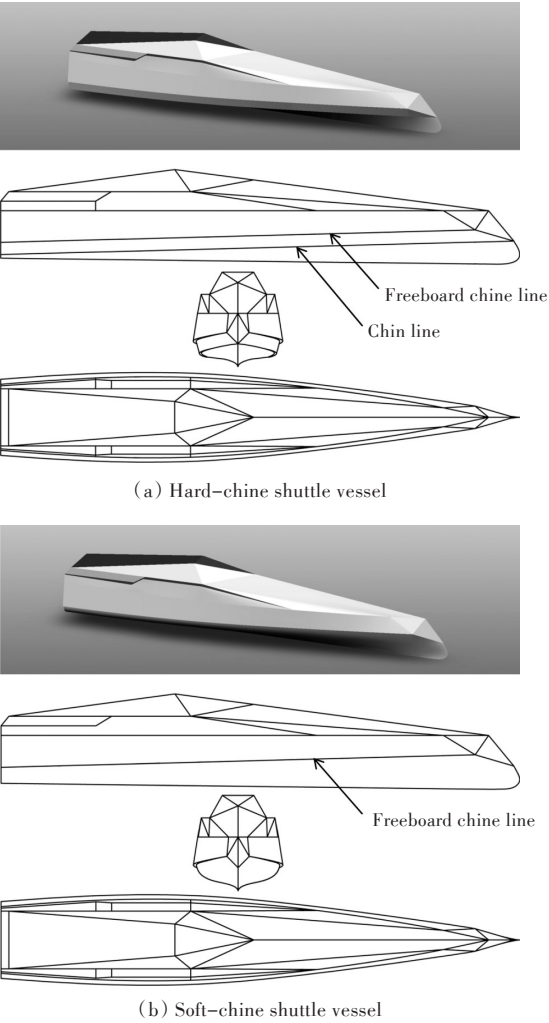 Freeboard chine line
Chin line
(a) Hard-chine shuttle vessel
Freeboard chine line
(b) Soft-chine shuttle vessel